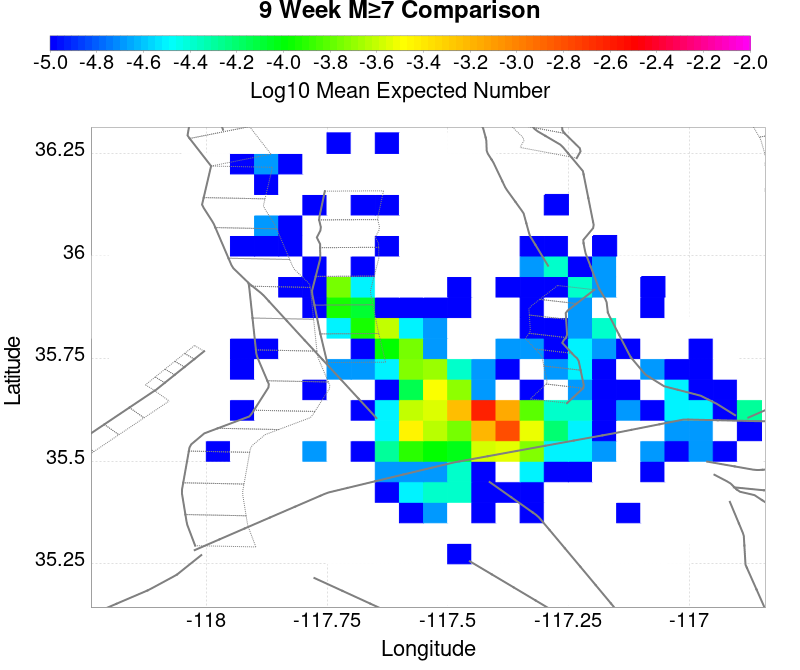 9 Week M≥7 Comparison
-5.0 -4.8 -4.6 -4.4 -4.2 -4.0 -3.8 -3.6 -3.4 -3.2 -3.0 -2.8 -2.6 -2.4 -2.2 -2.0
Log10 Mean Expected Number
36.25
36
35.75
35.5
35.25
Latitude
-118 -117.75 -117.5 -117.25 -117
Longitude